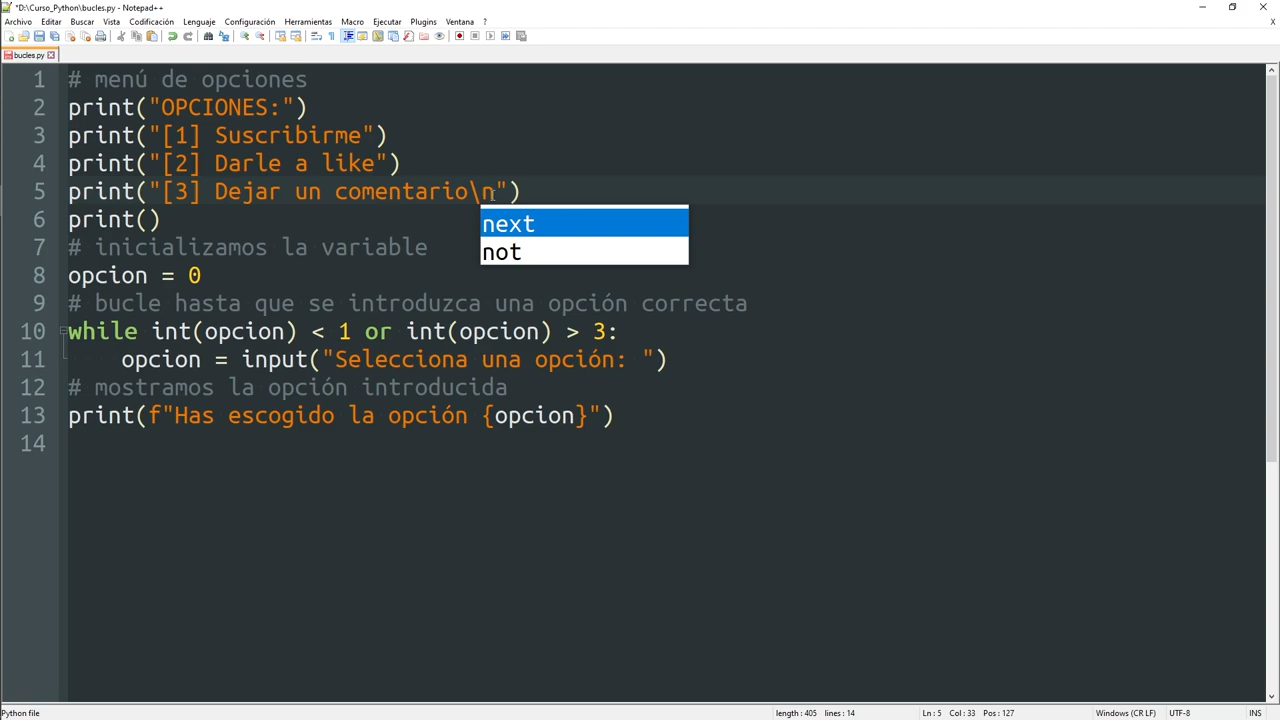 *D:\Curso_Python\bucles.py - Notepad++
Archivo Editar Buscar Vista Codificación Lenguaje Configuración Herramientas Macro Ejecutar Plugins Ventana ?
X
bucles.py
1 # menú de opciones
2 print("OPCIONES:")
3 print("[1] Suscribirme")
4 print("[2] Darle a like")
5 print("[3] Dejar un comentario\n")
6 print()
next
7 # inicializamos la variable
not
8 opcion = 0
9 # bucle hasta que se introduzca una opción correcta
10 while int(opcion) < 1 or int(opcion) > 3:
11 opcion = input("Selecciona una opción: ")
12 # mostramos la opción introducida
13 print(f"Has escogido la opción {opcion}")
14
Python file length : 405 lines : 14 Ln : 5 Col : 33 Pos : 127 Windows (CR LF) UTF-8 INS